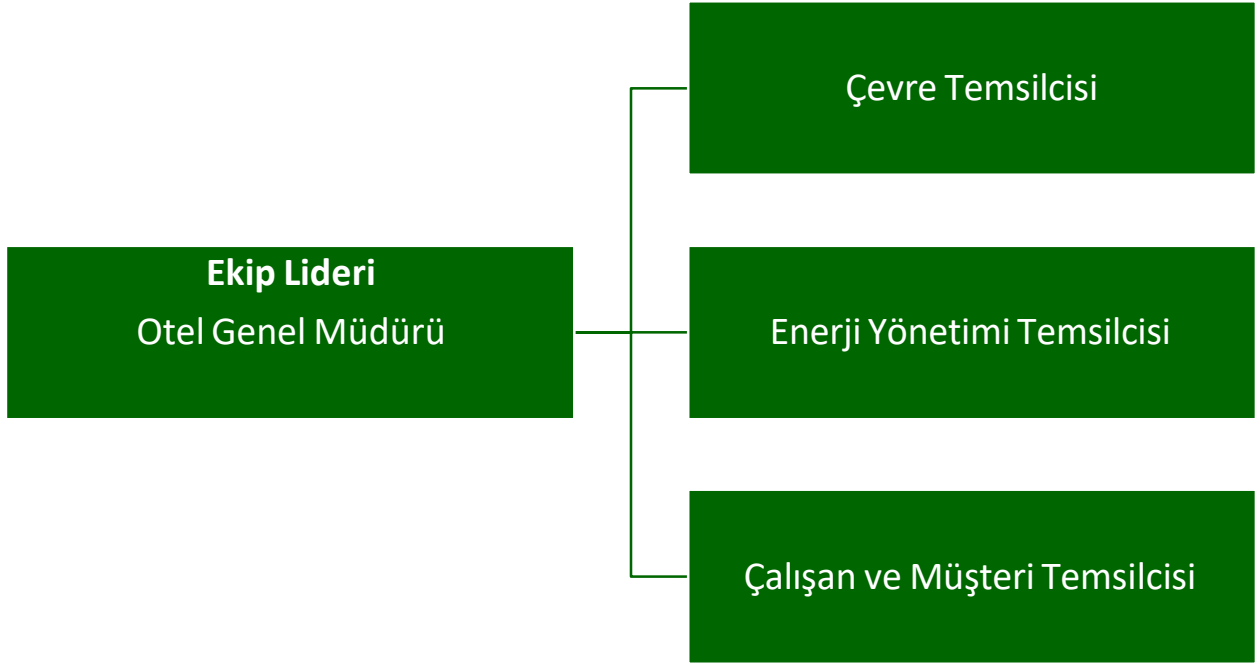 Çevre Temsilcisi
Ekip Lideri
Otel Genel Müdürü
Enerji Yönetimi Temsilcisi
Çalışan ve Müşteri Temsilcisi